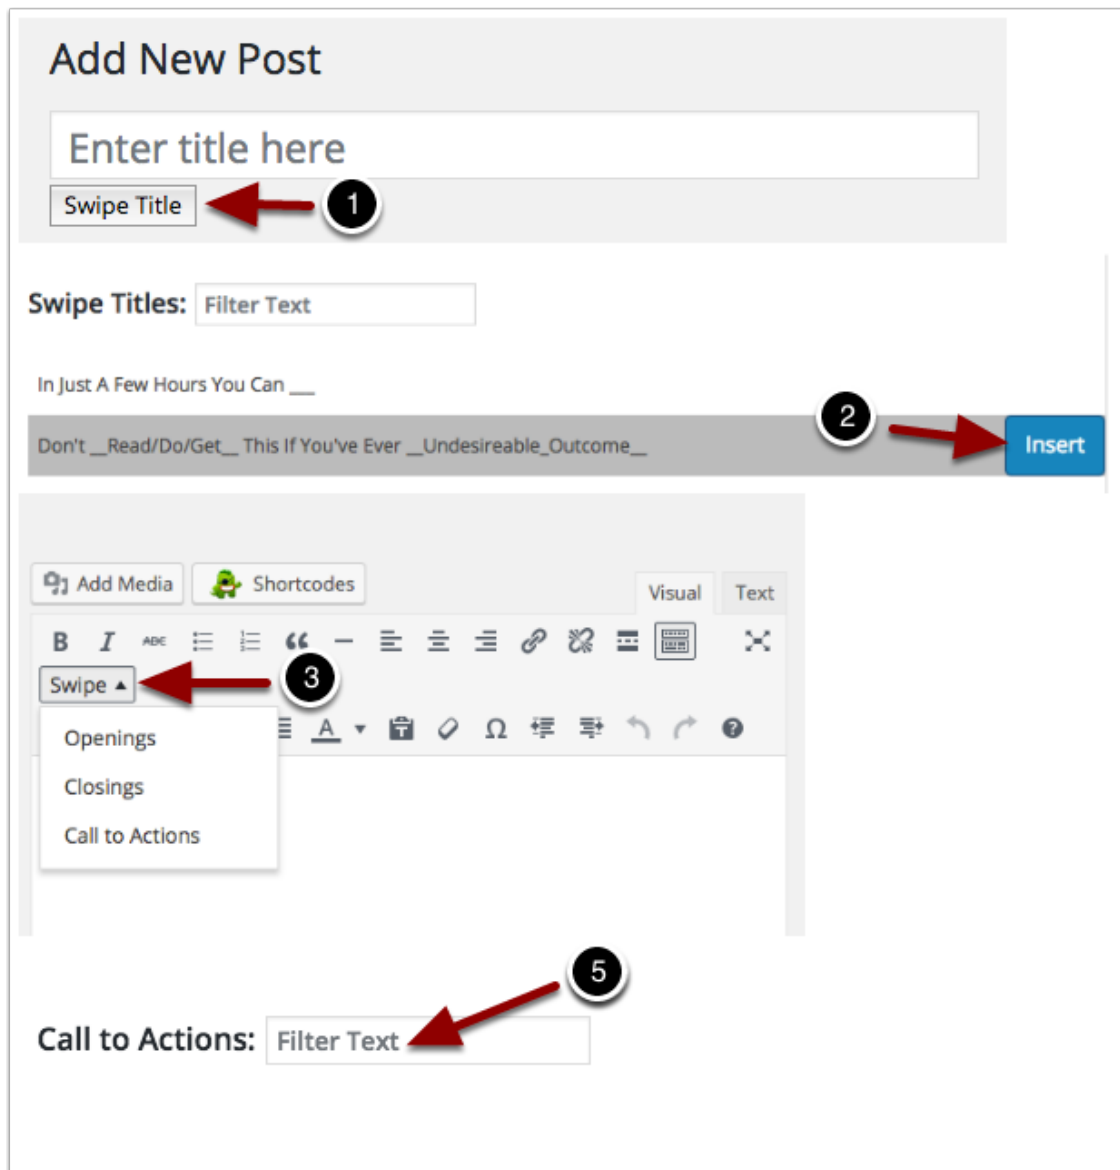 Add New Post
Enter title here
Swipe Title
1
Swipe Titles: Filter Text
In Just A Few Hours You Can ___
2
Don't __Read/Do/Get__ This If You've Ever __Undesireable_Outcome__ Insert
Add Media Shortcodes Visual Text
B I ABC
Swipe 3
Openings A T Ω ?
Closings
Call to Actions
5
Call to Actions: Filter Text